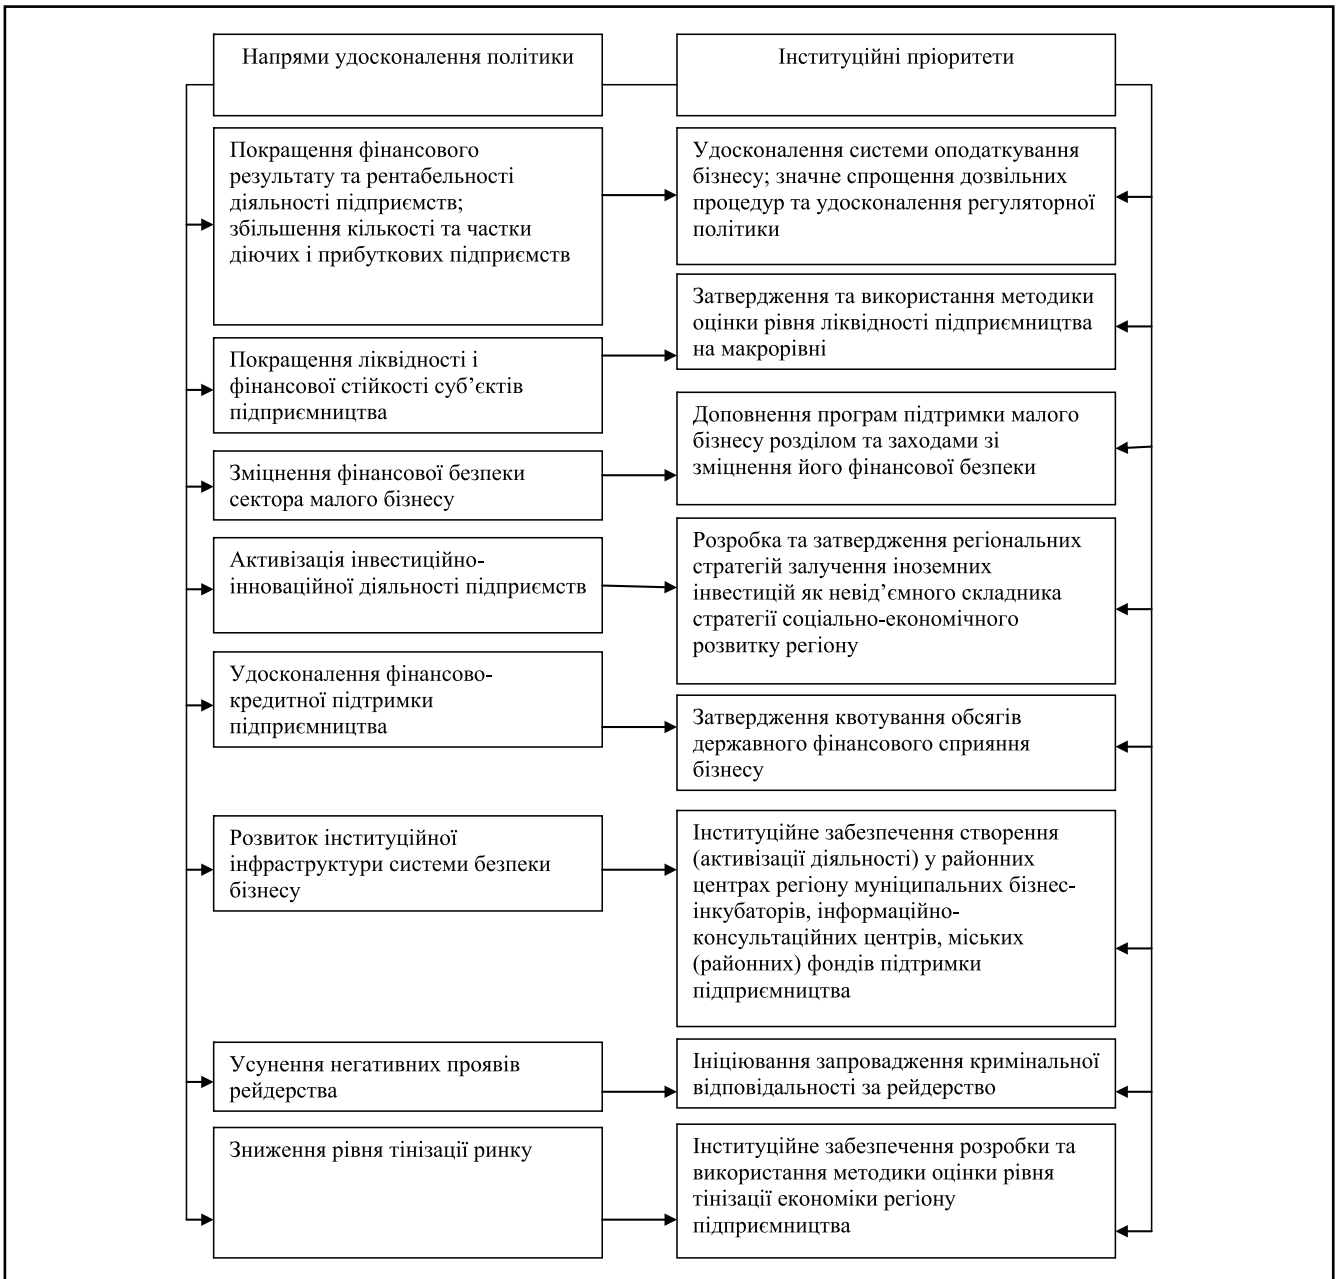 Напрями удосконалення політики
Інституційні пріоритети
Покращення фінансового
результату та рентабельності
діяльності підприємств;
збільшення кількості та частки
діючих і прибуткових підприємств
Удосконалення системи оподаткування
бізнесу; значне спрощення дозвільних
процедур та удосконалення регуляторної
політики
Покращення ліквідності і
фінансової стійкості суб’єктів
підприємництва
Затвердження та використання методики
оцінки рівня ліквідності підприємництва
на макрорівні
Зміцнення фінансової безпеки
сектора малого бізнесу
Доповнення програм підтримки малого
бізнесу розділом та заходами зі
зміцнення його фінансової безпеки
Активізація інвестиційно-
інноваційної діяльності підприємств
Розробка та затвердження регіональних
стратегій залучення іноземних
інвестицій як невід’ємного складника
стратегії соціально-економічного
розвитку регіону
Удосконалення фінансово-
кредитної підтримки
підприємництва
Затвердження квотування обсягів
державного фінансового сприяння
бізнесу
Розвиток інституційної
інфраструктури системи безпеки
бізнесу
Інституційне забезпечення створення
(активізації діяльності) у районних
центрах регіону муніципальних бізнес-
інкубаторів, інформаційно-
консультаційних центрів, міських
(районних) фондів підтримки
підприємництва
Усунення негативних проявів
рейдерства
Ініціювання запровадження кримінальної
відповідальності за рейдерство
Зниження рівня тінізації ринку
Інституційне забезпечення розробки та
використання методики оцінки рівня
тінізації економіки регіону
підприємництва